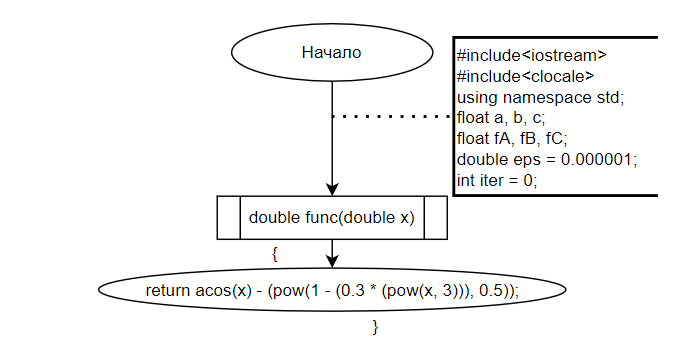 Начало
#include<iostream>
#include<clocale>
using namespace std;
float a, b, c;
float fA, fB, fC;
double eps = 0.000001;
int iter = 0;
double func(double x)
{
return acos(x) - (pow(1 - (0.3 * (pow(x, 3))), 0.5));
}